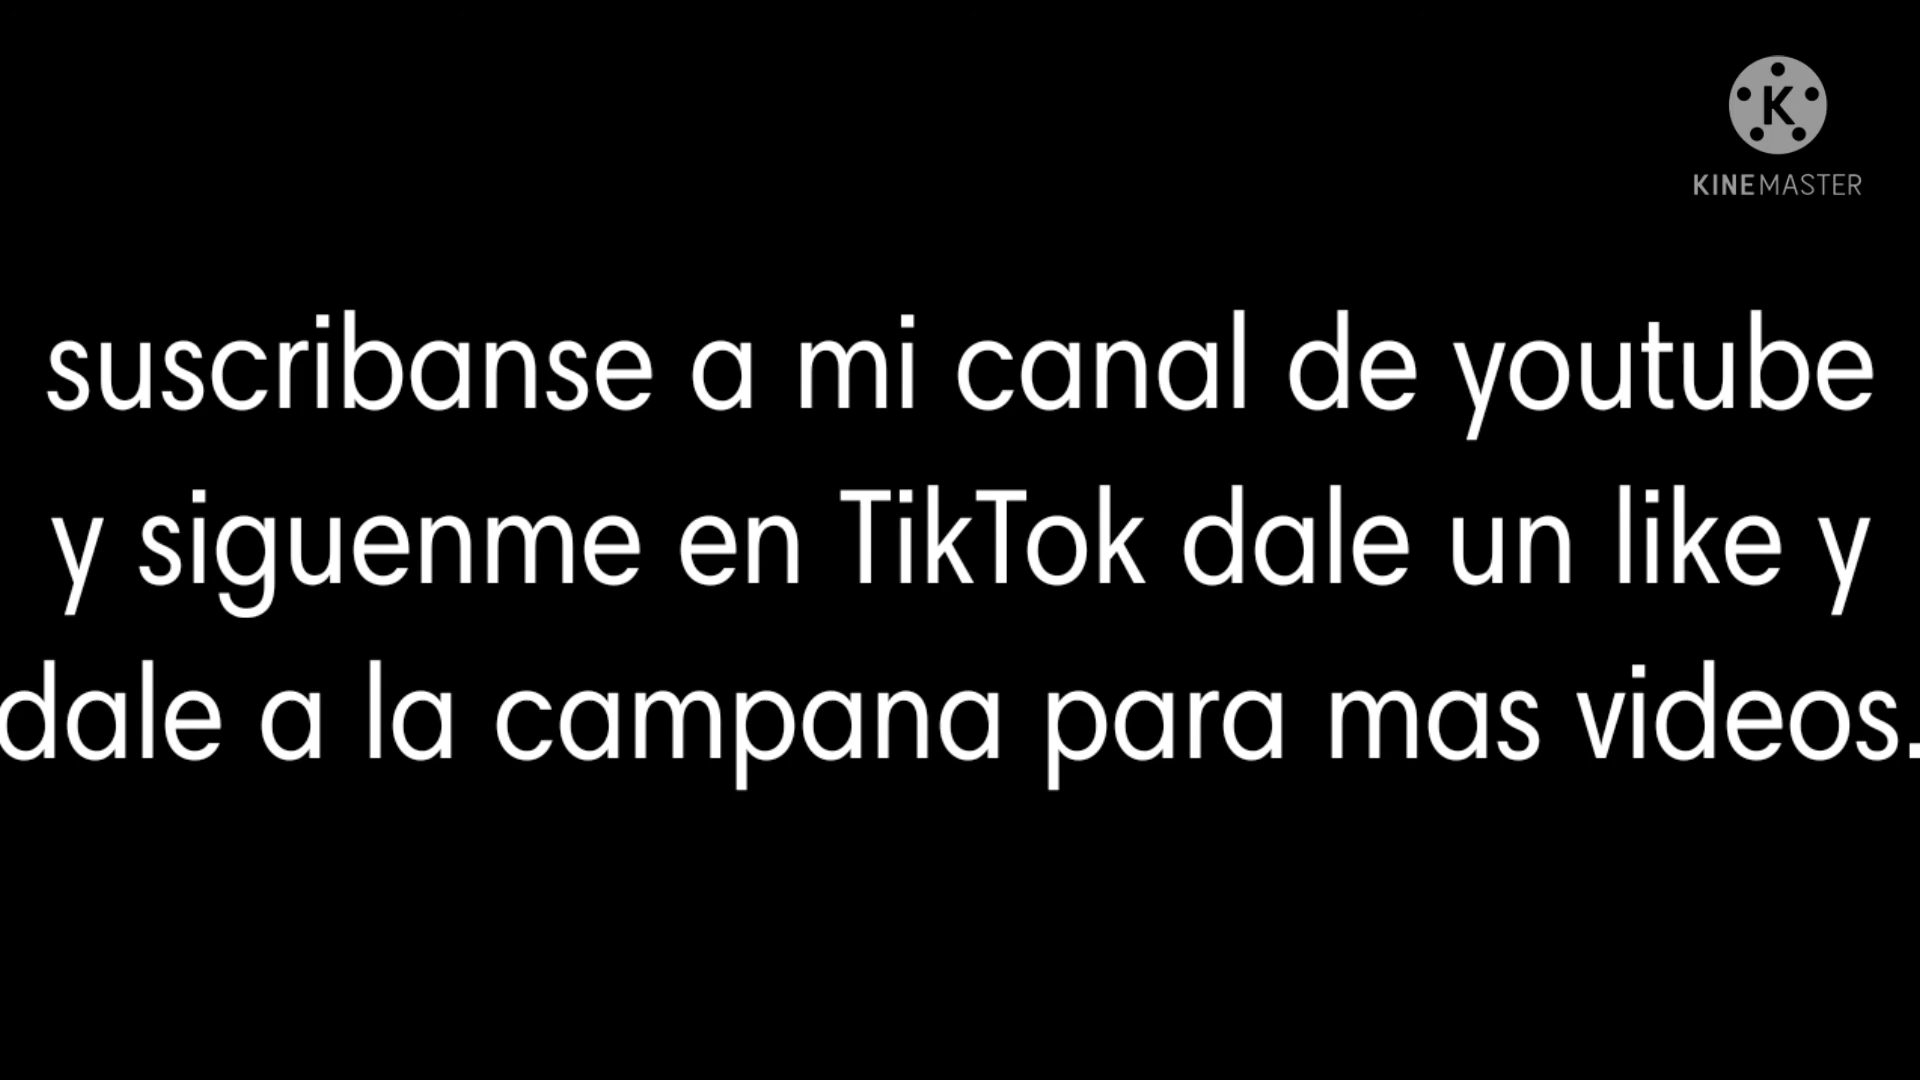 K
KINEMASTER
suscribanse a mi canal de youtube
y siguenme en TikTok dale un like y
dale a la campana para mas videos.